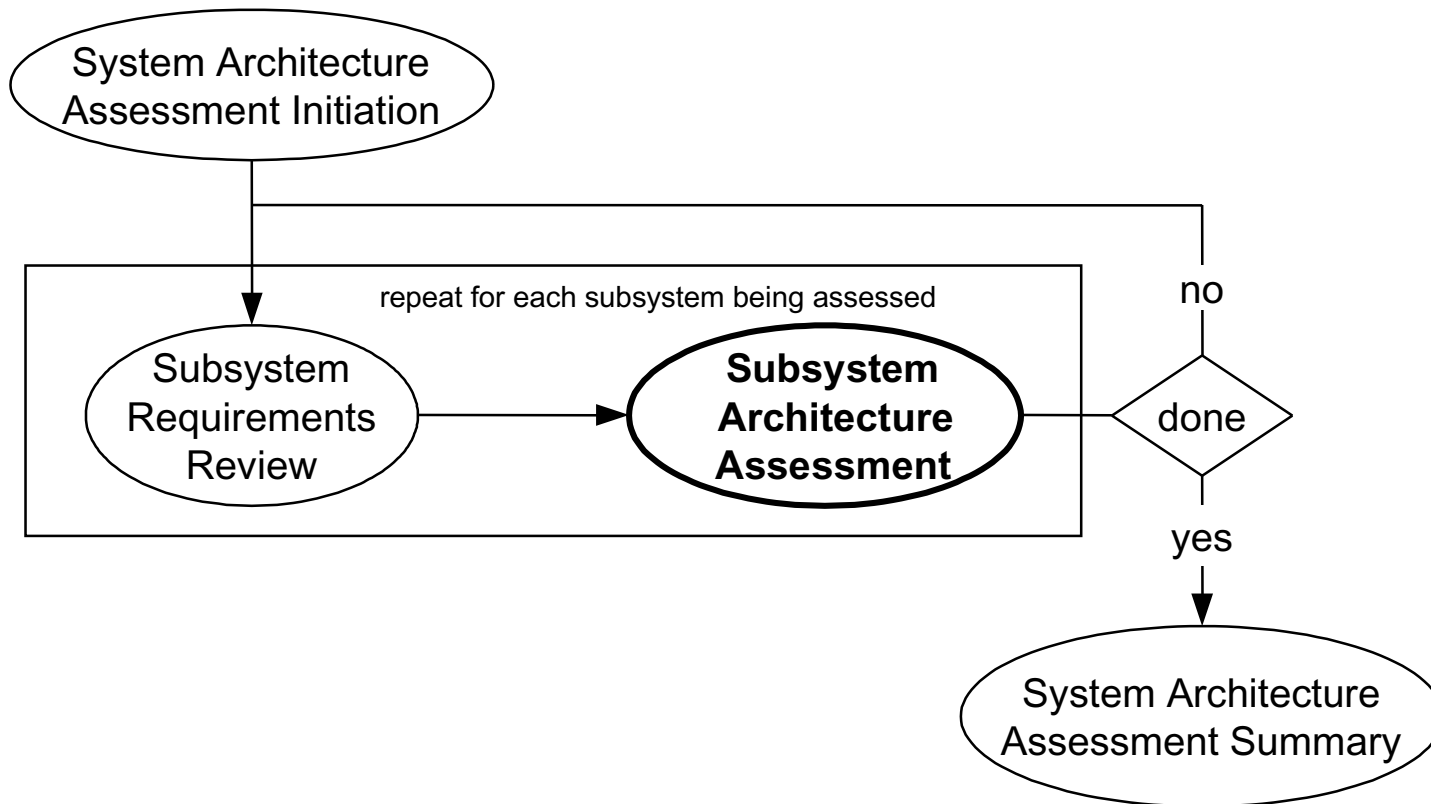 System Architecture
Assessment Initiation
repeat for each subsystem being assessed
no
Subsystem
Requirements
Review
Subsystem
Architecture
Assessment
done
yes
System Architecture
Assessment Summary